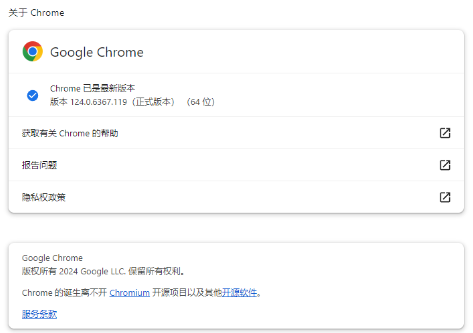 关于 Chrome
Google Chrome
Chrome 已是最新版本
版本 124.0.6367.119（正式版本） （64 位）
获取有关 Chrome 的帮助
报告问题
隐私权政策
Google Chrome
版权所有 2024 Google LLC. 保留所有权利。
Chrome 的诞生离不开 Chromium 开源项目以及其他开源软件。
服务条款